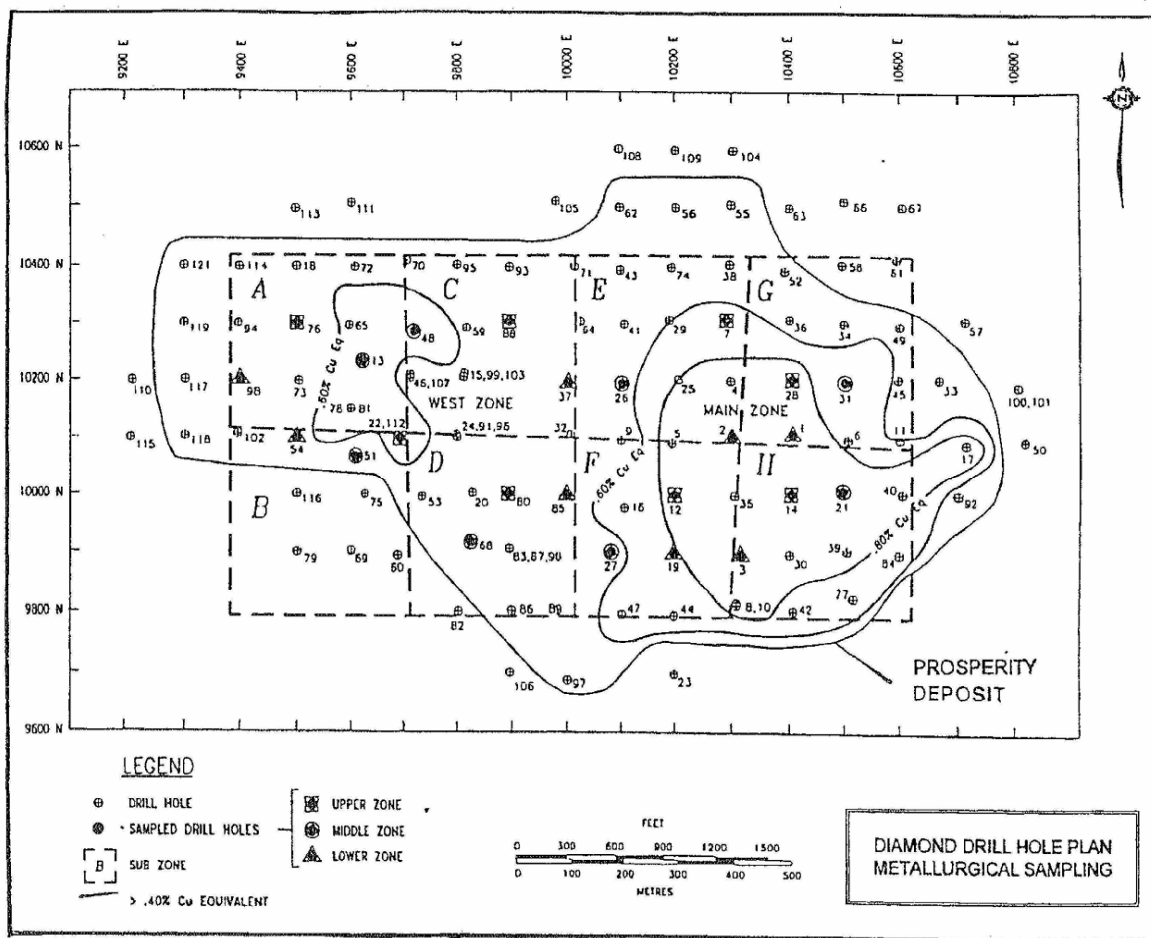 9200 E 9400 E 9600 E 9800 E 10000 E 10200 E 10400 E 10600 E 10800 E
N
10600 N
108 109 104
113 111 105 62 56 55 63 66 67
10400 N
121 114 18 72 70 95 93 71 43 74 38 52 58 61
A C E G
119 94 76 65 48 59 88 64 41 29 7 36 34 49 57
.60% Cu Eq
13
10200 N
110 117 98 73 46,107 15,99,103 37 26 25 4 28 31 45 33 100,101
WEST ZONE MAIN ZONE
78 81
22,112 24,91,96 32 9 5 2 1 6 11
115 118 102 54 51 17 50
D F H
.60% Cu Eq
10000 N
B
116 75 53 20 80 85 16 12 35 14 21 40 92
.80% Cu Eq
68
79 69 60 83,87,90 27 19 3 30 39 84
77
9800 N
82 86 89 47 44 8,10 42
106 97 23
PROSPERITY
DEPOSIT
9600 N
LEGEND
DRILL HOLE
SAMPLED DRILL HOLES
B SUB ZONE
> .40% Cu EQUIVALENT
UPPER ZONE
MIDDLE ZONE
LOWER ZONE
FEET
0 300 600 900 1200 1500
0 100 200 300 400 500
METRES
DIAMOND DRILL HOLE PLAN
METALLURGICAL SAMPLING